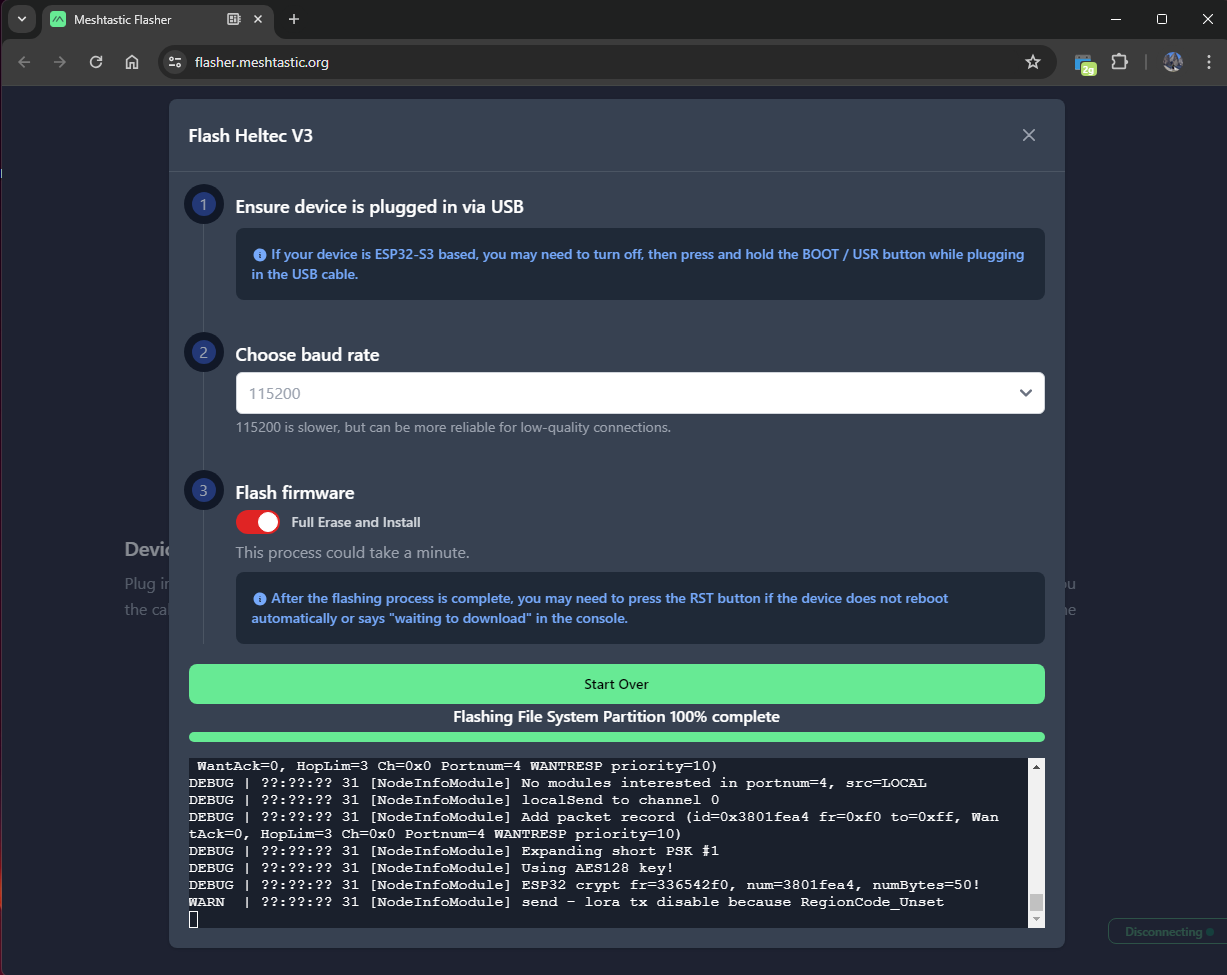 Meshtastic Flasher
flasher.meshtastic.org
2g
Flash Heltec V3
1
Ensure device is plugged in via USB
If your device is ESP32-S3 based, you may need to turn off, then press and hold the BOOT / USR button while plugging
in the USB cable.
2
Choose baud rate
115200
115200 is slower, but can be more reliable for low-quality connections.
3
Flash firmware
Full Erase and Install
This process could take a minute.
After the flashing process is complete, you may need to press the RST button if the device does not reboot
automatically or says "waiting to download" in the console.
Start Over
Flashing File System Partition 100% complete
WantAck=0, HopLim=3 Ch=0x0 Portnum=4 WANTRESP priority=10)
DEBUG | ??:??:?? 31 [NodeInfoModule] No modules interested in portnum=4, src=LOCAL
DEBUG | ??:??:?? 31 [NodeInfoModule] localSend to channel 0
DEBUG | ??:??:?? 31 [NodeInfoModule] Add packet record (id=0x3801fea4 fr=0xf0 to=0xff, Wan
tAck=0, HopLim=3 Ch=0x0 Portnum=4 WANTRESP priority=10)
DEBUG | ??:??:?? 31 [NodeInfoModule] Expanding short PSK #1
DEBUG | ??:??:?? 31 [NodeInfoModule] Using AES128 key!
DEBUG | ??:??:?? 31 [NodeInfoModule] ESP32 crypt fr=336542f0, num=3801fea4, numBytes=50!
WARN | ??:??:?? 31 [NodeInfoModule] send - lora tx disable because RegionCode_Unset
Plug
the
Disconnecting